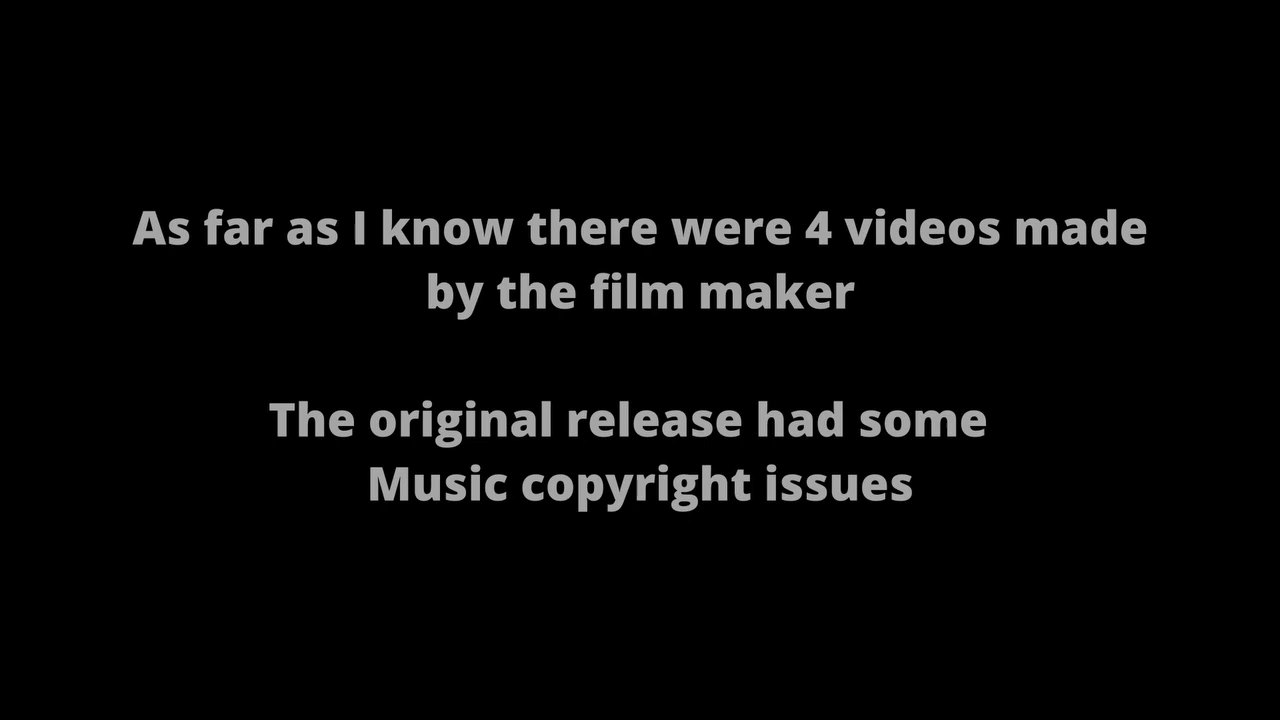 As far as I know there were 4 videos made
by the film maker
The original release had some
Music copyright issues